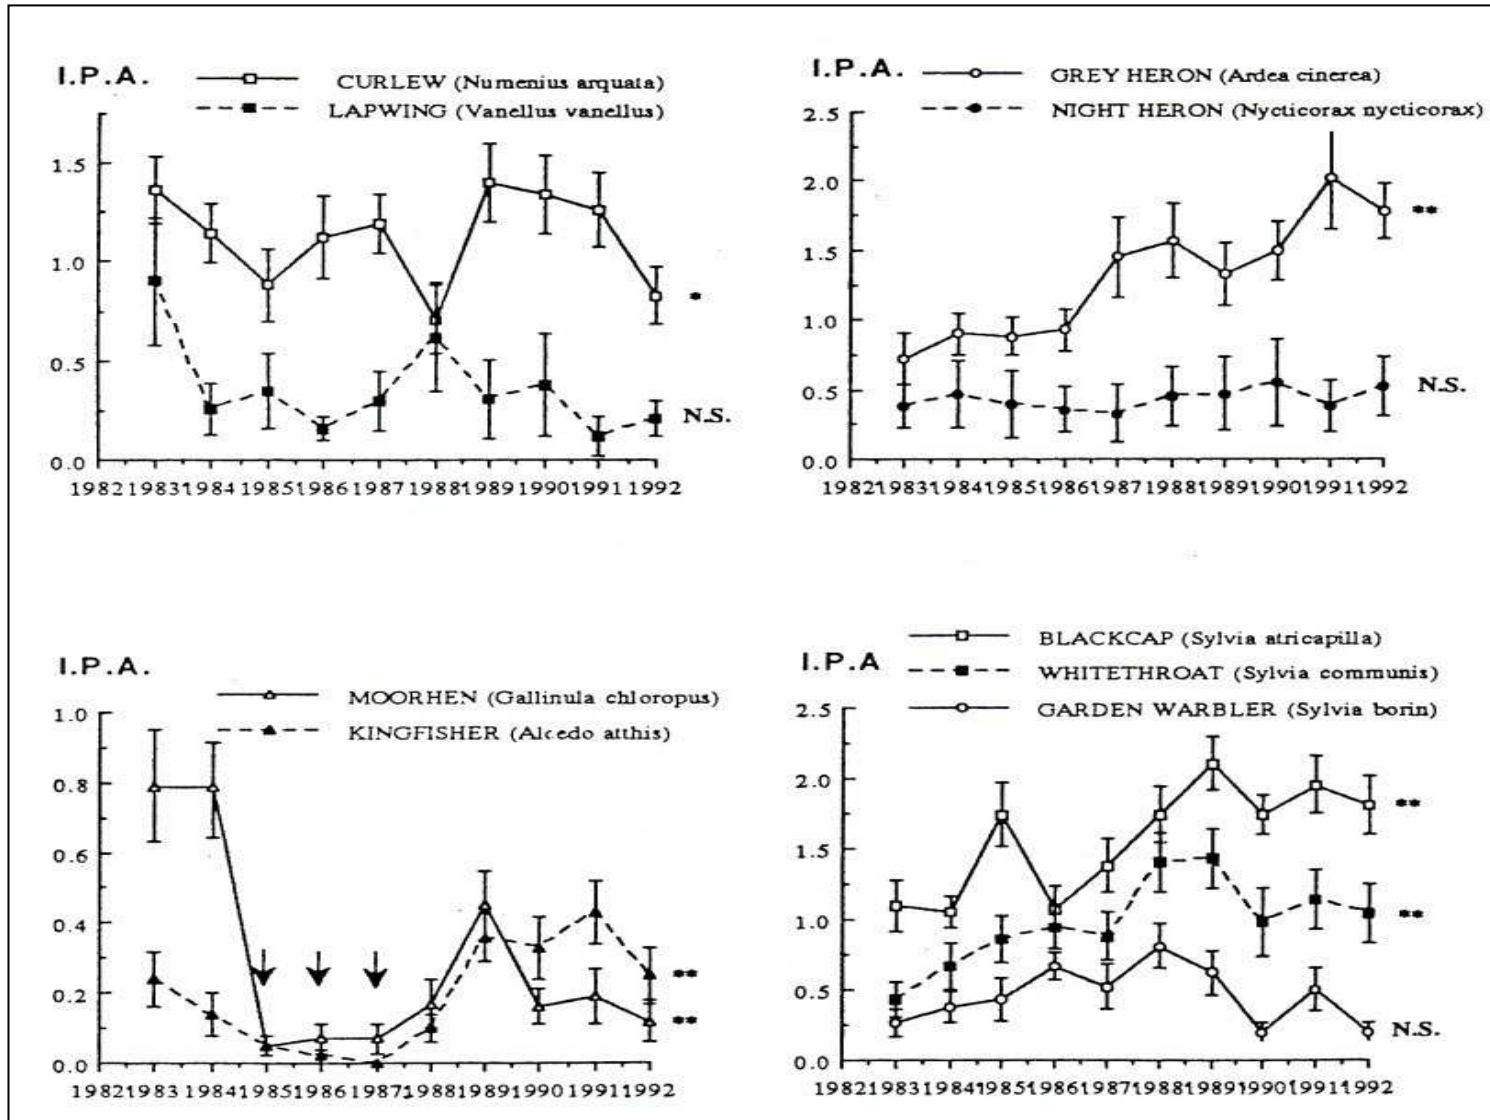 I.P.A.
CURLEW (Numenius arquata)
LAPWING (Vanellus vanellus)
1.5
1.0
0.5
0.0
*
N.S.
1982 1983 1984 1985 1986 1987 1988 1989 1990 1991 1992
I.P.A.
GREY HERON (Ardea cinerea)
NIGHT HERON (Nycticorax nycticorax)
2.5
2.0
1.5
1.0
0.5
0.0
**
N.S.
1982 1983 1984 1985 1986 1987 1988 1989 1990 1991 1992
I.P.A.
MOORHEN (Gallinula chloropus)
KINGFISHER (Alcedo atthis)
1.0
0.8
0.6
0.4
0.2
0.0
**
**
1982 1983 1984 1985 1986 1987 1988 1989 1990 1991 1992
I.P.A
BLACKCAP (Sylvia atricapilla)
WHITETHROAT (Sylvia communis)
GARDEN WARBLER (Sylvia borin)
2.5
2.0
1.5
1.0
0.5
0.0
**
**
N.S.
1982 1983 1984 1985 1986 1987 1988 1989 1990 1991 1992